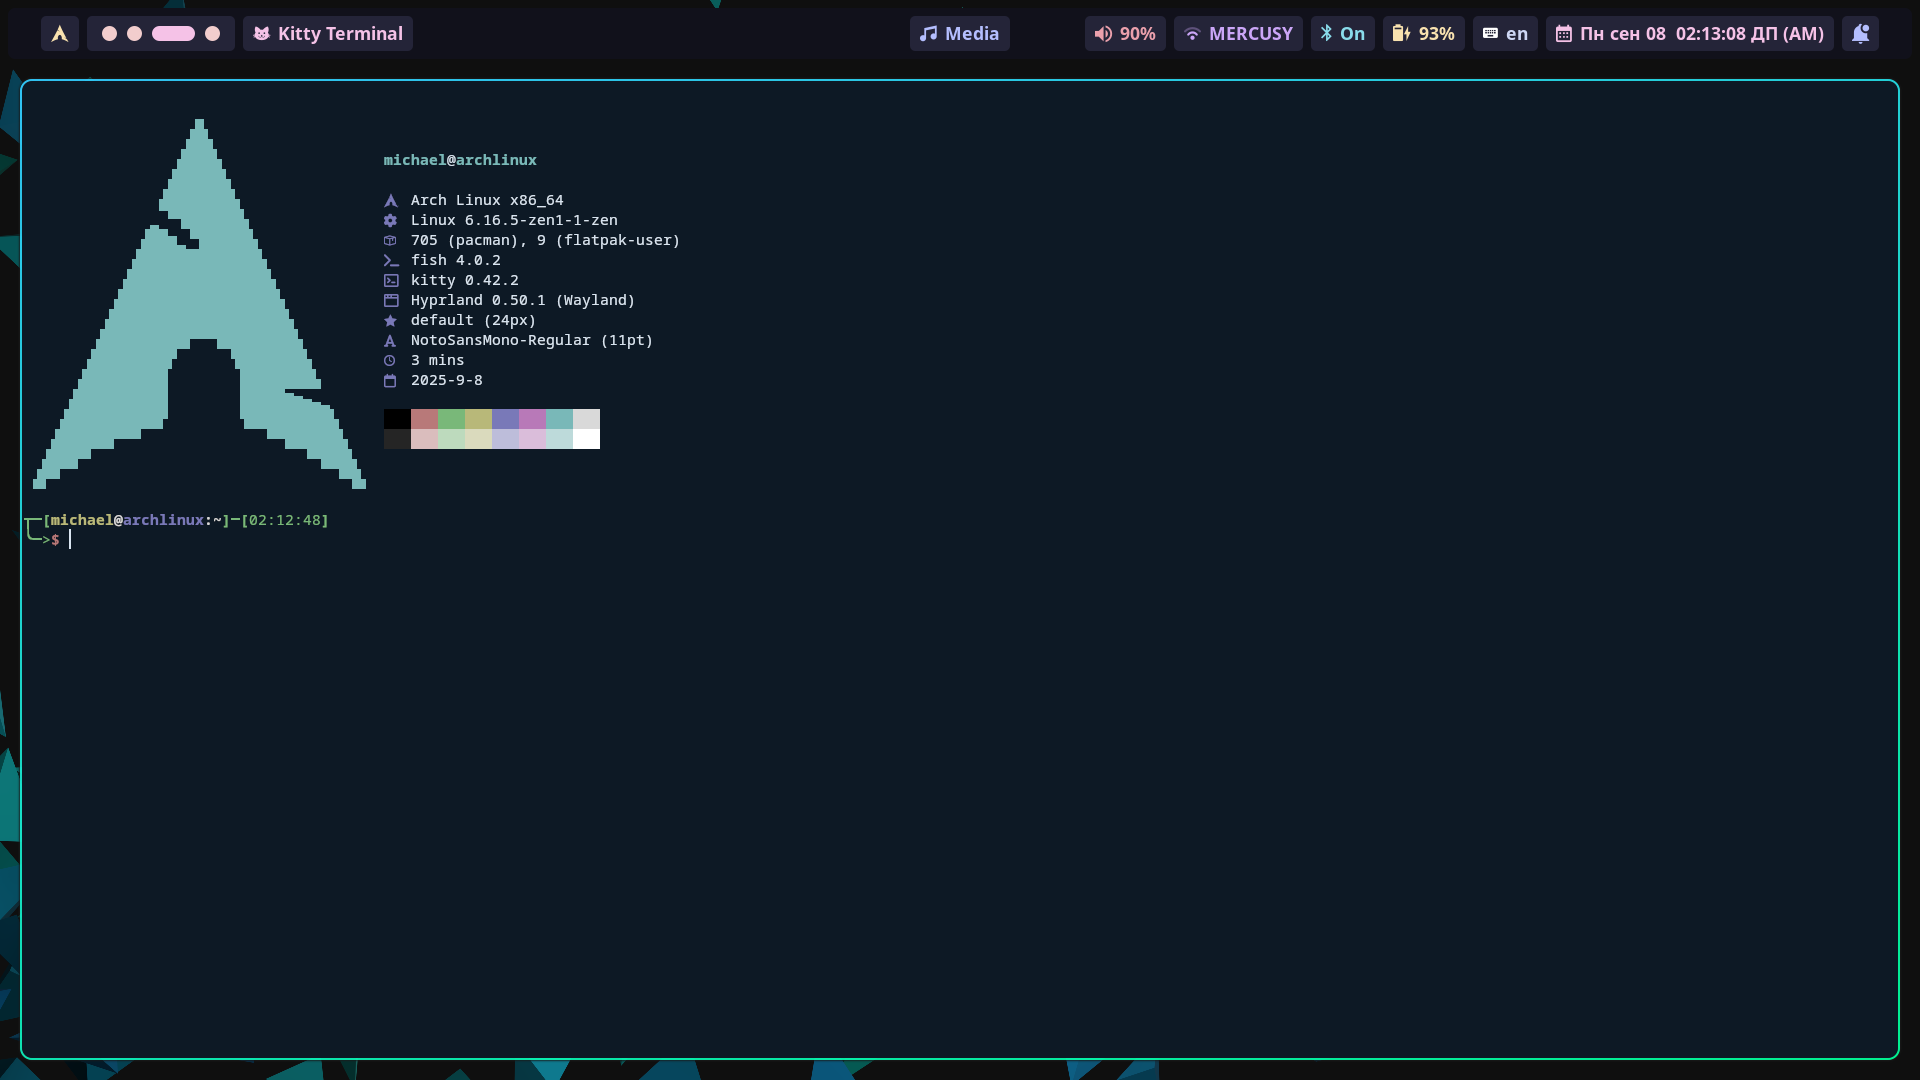 Kitty Terminal
Media
90%
MERCUSY
On
93%
en
Пн сен 08 02:13:08 ДП (AM)
michael@archlinux
Arch Linux x86_64
Linux 6.16.5-zen1-1-zen
705 (pacman), 9 (flatpak-user)
fish 4.0.2
kitty 0.42.2
Hyprland 0.50.1 (Wayland)
default (24px)
NotoSansMono-Regular (11pt)
3 mins
2025-9-8
[michael@archlinux:~]─[02:12:48]
>$